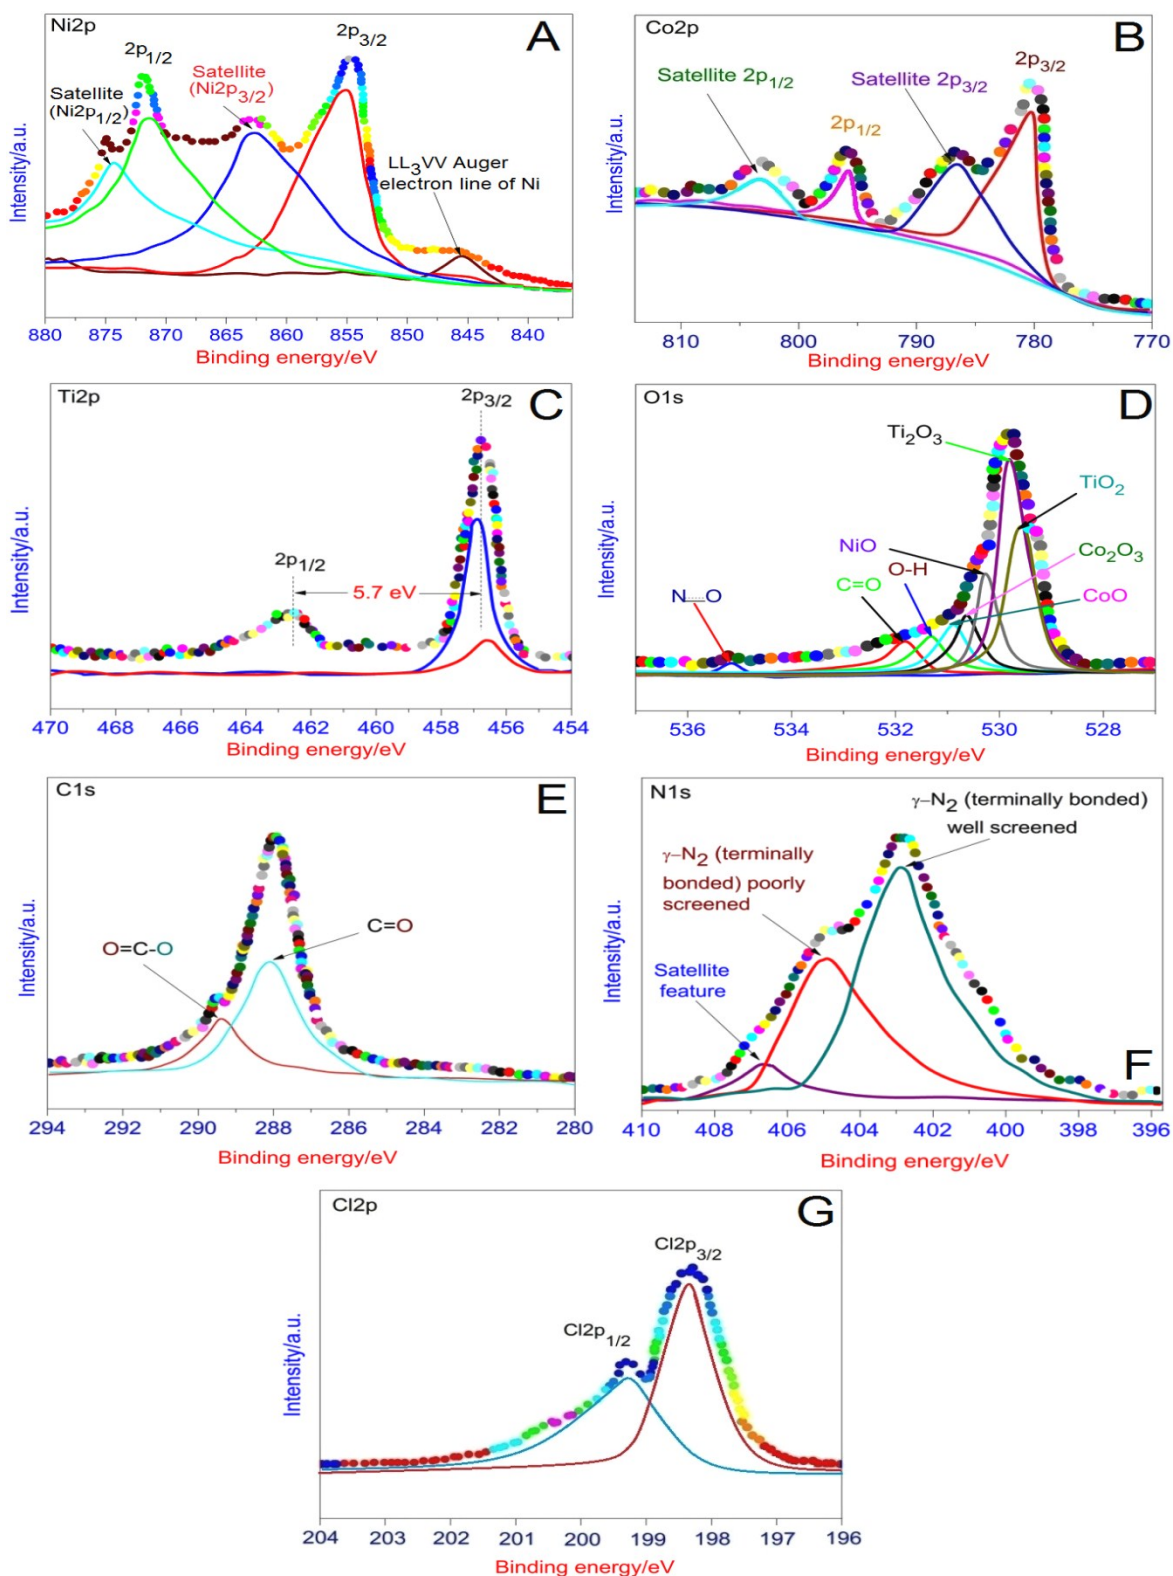 Ni2p
A
2p1/2
2p3/2
Satellite
(Ni2p3/2)
Satellite
(Ni2p1/2)
LL3VV Auger
electron line of Ni
Intensity/a.u.
880 875 870 865 860 855 850 845 840
Binding energy/eV
Co2p
B
2p3/2
Satellite 2p1/2
Satellite 2p3/2
2p1/2
Intensity/a.u.
810 800 790 780 770
Binding energy/eV
Ti2p
C
2p3/2
2p1/2
5.7 eV
Intensity/a.u.
470 468 466 464 462 460 458 456 454
Binding energy/eV
O1s
D
Ti2O3
TiO2
NiO
Co2O3
O-H
C=O
N┈O
CoO
Intensity/a.u.
536 534 532 530 528
Binding energy/eV
C1s
E
C=O
O=C-O
Intensity/a.u.
294 292 290 288 286 284 282 280
Binding energy/eV
N1s
γ–N2 (terminally bonded)
well screened
γ–N2 (terminally
bonded) poorly
screened
Satellite
feature
F
Intensity/a.u.
410 408 406 404 402 400 398 396
Binding energy/eV
Cl2p
G
Cl2p3/2
Cl2p1/2
Intensity/a.u.
204 203 202 201 200 199 198 197 196
Binding energy/eV